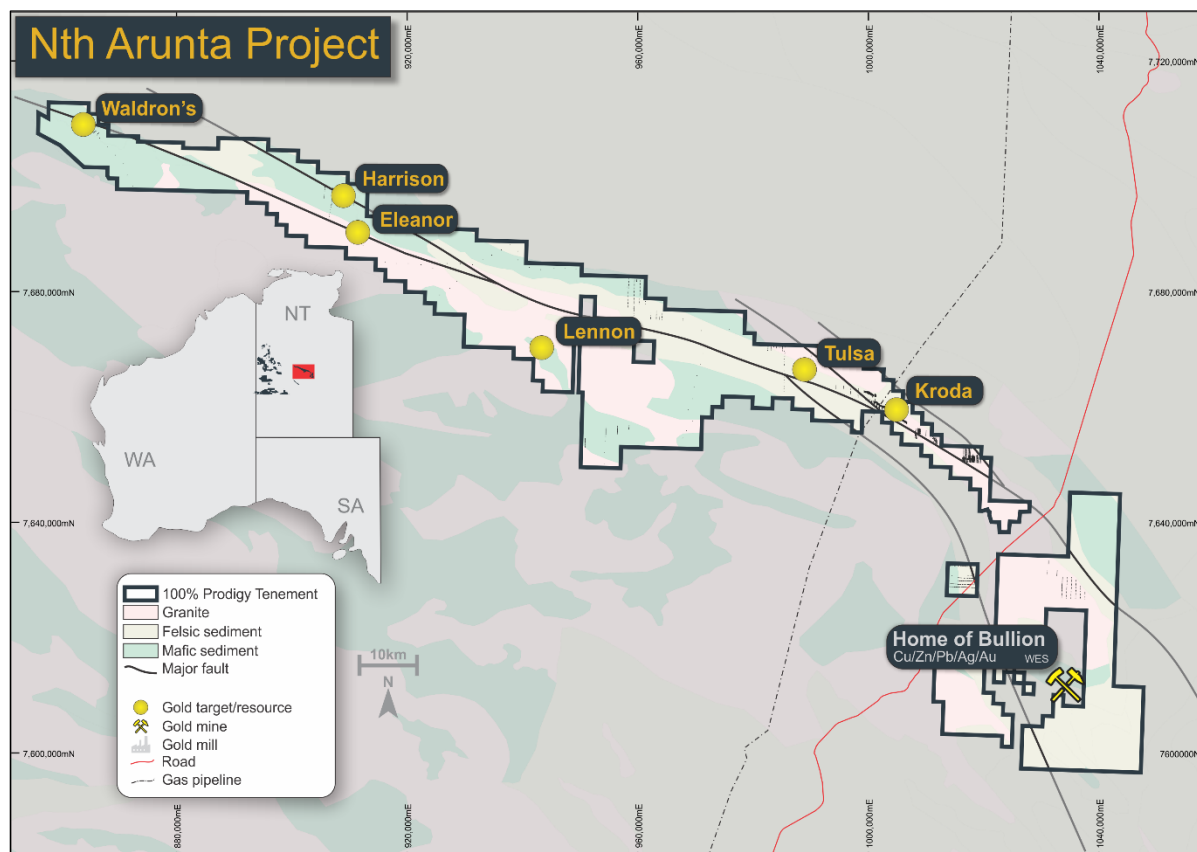 Nth Arunta Project
920,000mE
960,000mE
1000,000mE
1040,000mE
7,720,000mN
7,720,000mN
Waldron's
Harrison
Eleanor
7,680,000mN
7,680,000mN
Lennon
Tulsa
Kroda
NT
WA
SA
7,640,000mN
7,640,000mN
100% Prodigy Tenement
Granite
Felsic sediment
Mafic sediment
Major fault
Gold target/resource
Gold mine
Gold mill
Road
Gas pipeline
10km
N
Home of Bullion
Cu/Zn/Pb/Ag/Au WES
7,600,000mN
7600000mN
880,000mE
920,000mE
960,000mE
1000,000mE
1040,000mE